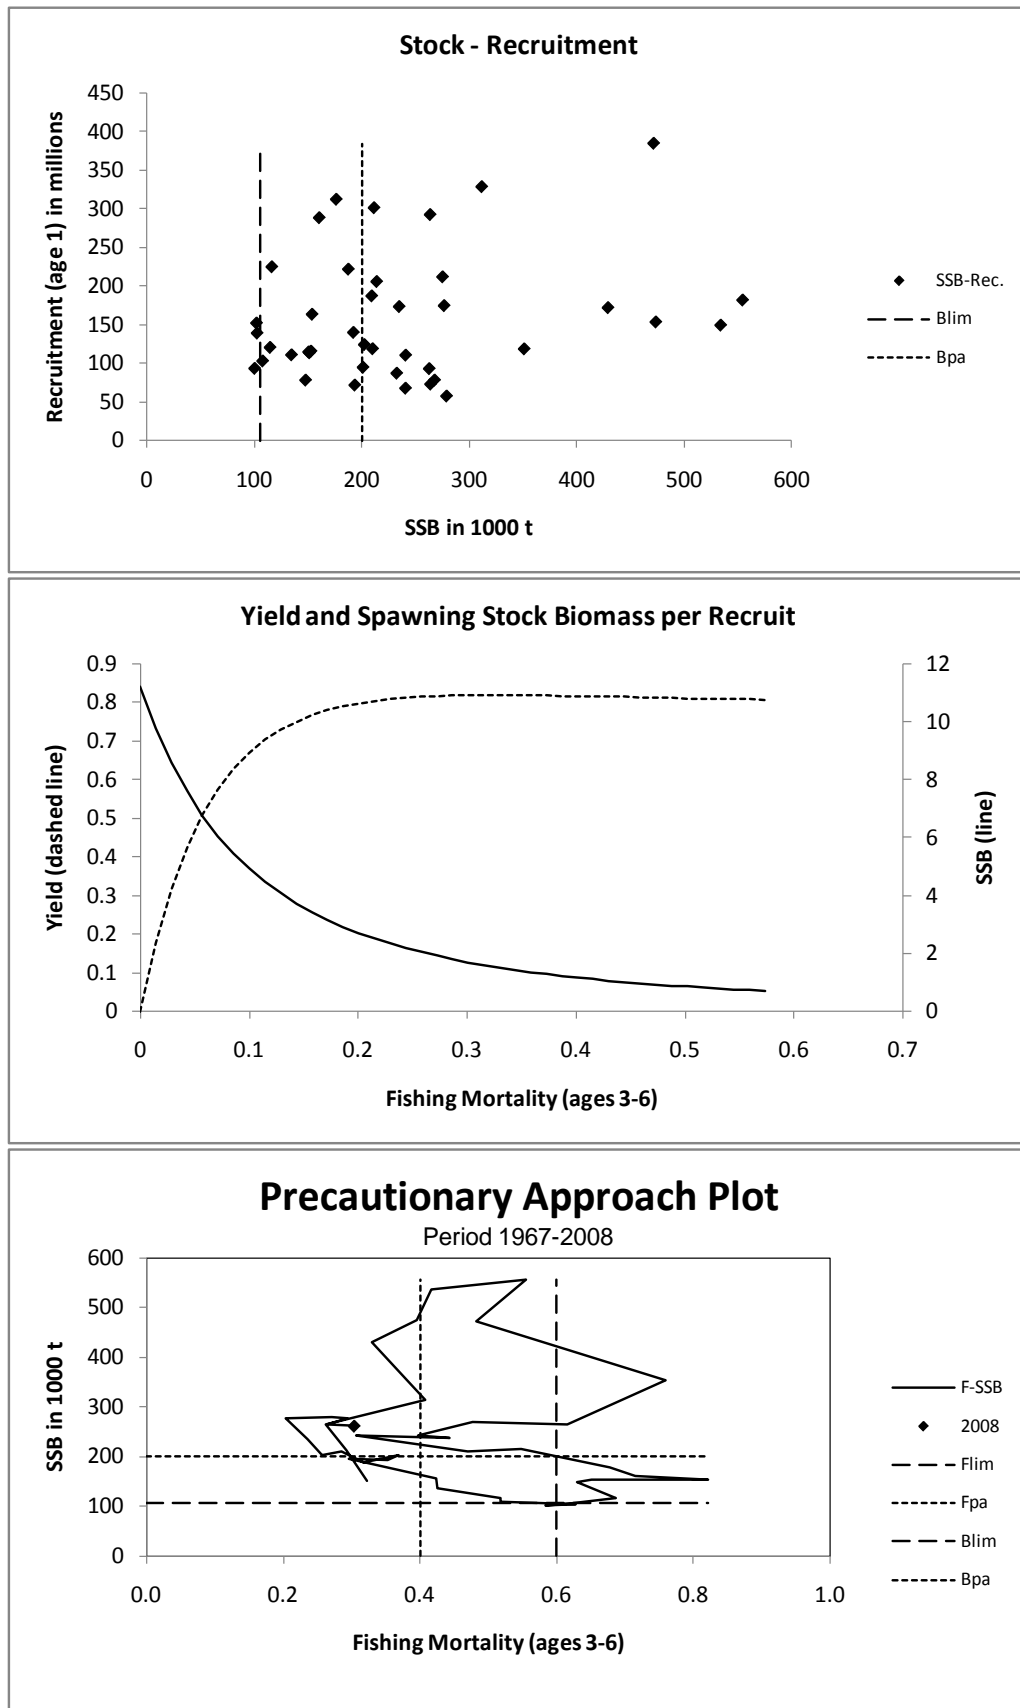 Stock - Recruitment
Recruitment (age 1) in millions
450
400
350
300
250
200
150
100
50
0
0 100 200 300 400 500 600
SSB in 1000 t
SSB-Rec.
Blim
Bpa
Yield and Spawning Stock Biomass per Recruit
Yield (dashed line)
0.9
0.8
0.7
0.6
0.5
0.4
0.3
0.2
0.1
0
12
10
8
6
4
2
0
SSB (line)
0 0.1 0.2 0.3 0.4 0.5 0.6 0.7
Fishing Mortality (ages 3-6)
Precautionary Approach Plot
Period 1967-2008
SSB in 1000 t
600
500
400
300
200
100
0
0.0 0.2 0.4 0.6 0.8 1.0
Fishing Mortality (ages 3-6)
F-SSB
2008
Flim
Fpa
Blim
Bpa